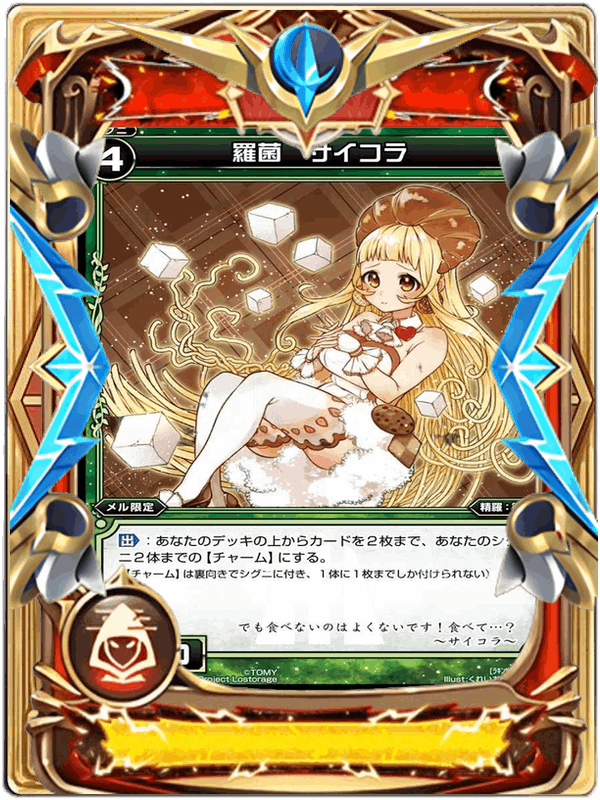 4
羅菌 サイコラ
メル限定
精羅:
出:あなたのデッキの上からカードを2枚まで、あなたのシグ
ニ2体までの【チャーム】にする。
【チャーム】は裏向きでシグニに付き、1体に1枚までしか付けられない)
でも食べないのはよくないです!食べて…?
~サイコラ~
©TOMY
Project Lostorage
Illust:くれい